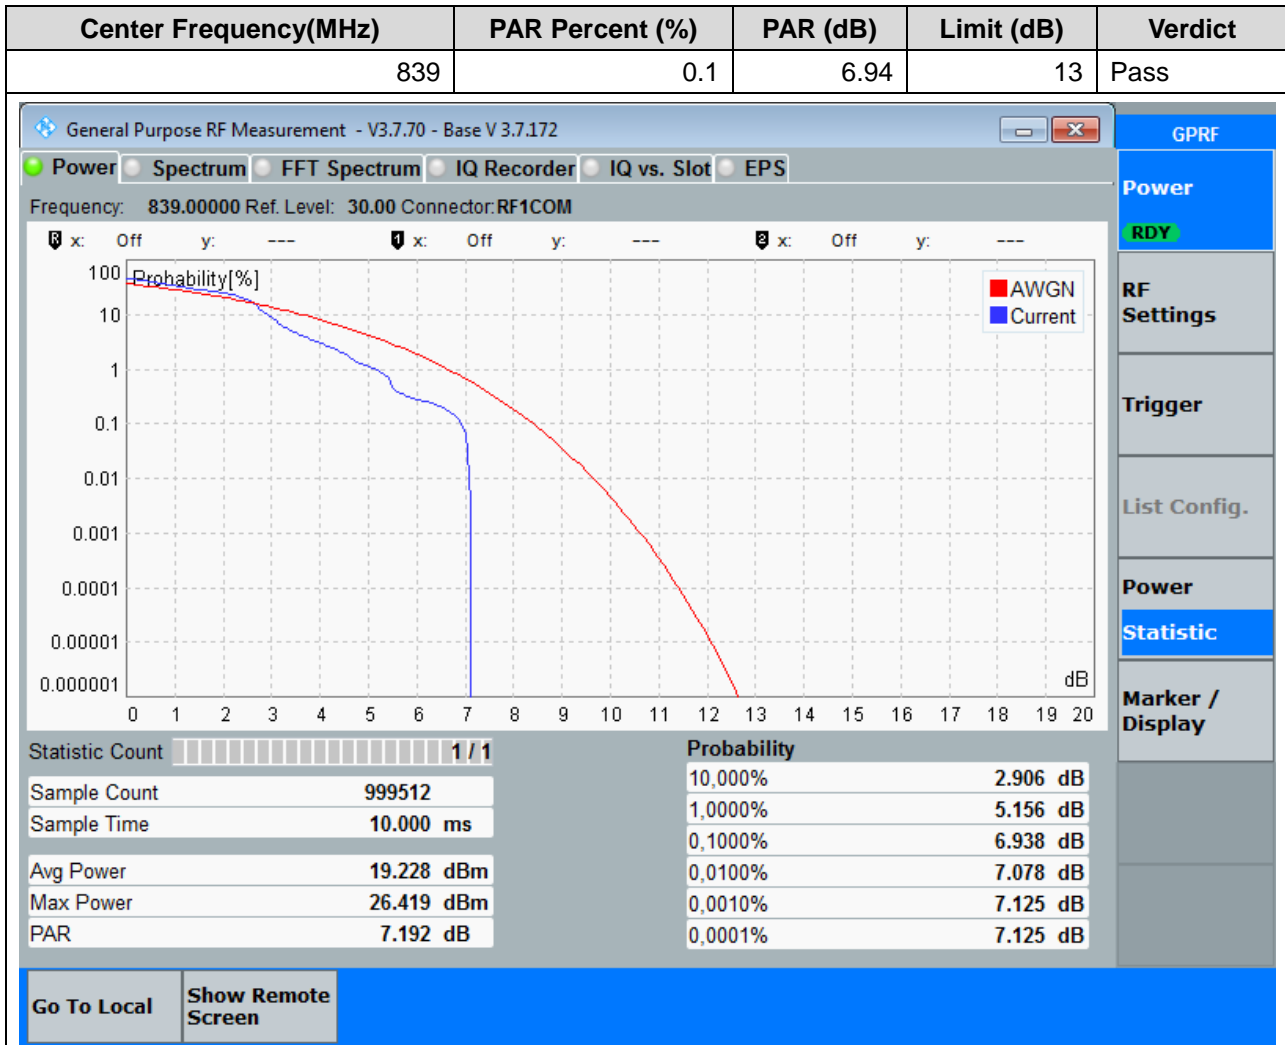 Center Frequency(MHz) PAR Percent (%) PAR (dB) Limit (dB) Verdict
839 0.1 6.94 13 Pass
General Purpose RF Measurement - V3.7.70 - Base V 3.7.172
GPRF
Power Spectrum FFT Spectrum IQ Recorder IQ vs. Slot EPS
Power
RDY
Frequency: 839.00000 Ref. Level: 30.00 Connector: RF1COM
R x: Off y: --- 1 x: Off y: --- 2 x: Off y: ---
Probability[%]
AWGN
Current
100
10
1
0.1
0.01
0.001
0.0001
0.00001
0.000001
dB
0 1 2 3 4 5 6 7 8 9 10 11 12 13 14 15 16 17 18 19 20
RF
Settings
Trigger
List Config.
Power
Statistic
Marker /
Display
Statistic Count 1 / 1
Sample Count 999512
Sample Time 10.000 ms
Avg Power 19.228 dBm
Max Power 26.419 dBm
PAR 7.192 dB
Probability
10,000% 2.906 dB
1,0000% 5.156 dB
0,1000% 6.938 dB
0,0100% 7.078 dB
0,0010% 7.125 dB
0,0001% 7.125 dB
Go To Local
Show Remote
Screen